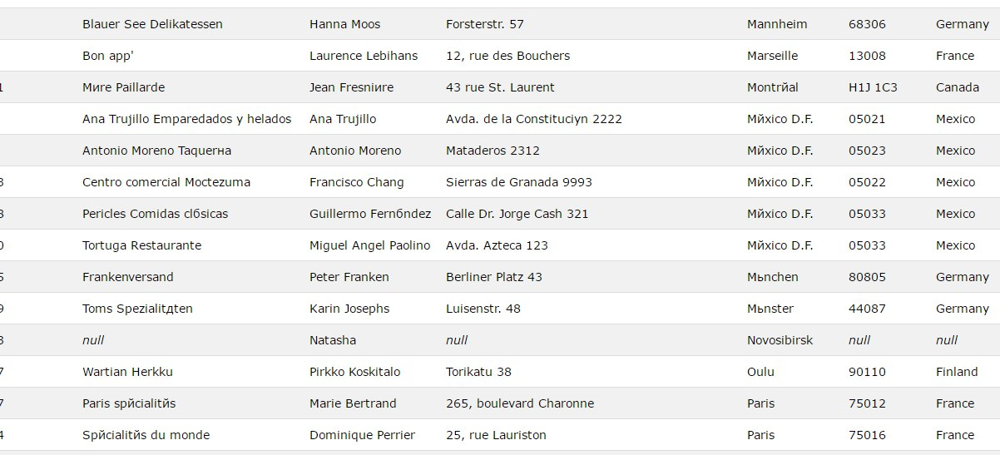 Blauer See Delikatessen Hanna Moos Forsterstr. 57 Mannheim 68306 Germany
Bon app' Laurence Lebihans 12, rue des Bouchers Marseille 13008 France
1 Mиre Paillarde Jean Fresniиre 43 rue St. Laurent Montrйal H1J 1C3 Canada
Ana Trujillo Emparedados y helados Ana Trujillo Avda. de la Constituciуn 2222 Mйxico D.F. 05021 Mexico
Antonio Moreno Taquerнa Antonio Moreno Mataderos 2312 Mйxico D.F. 05023 Mexico
3 Centro comercial Moctezuma Francisco Chang Sierras de Granada 9993 Mйxico D.F. 05022 Mexico
8 Pericles Comidas clбsicas Guillermo Fernбndez Calle Dr. Jorge Cash 321 Mйxico D.F. 05033 Mexico
0 Tortuga Restaurante Miguel Angel Paolino Avda. Azteca 123 Mйxico D.F. 05033 Mexico
5 Frankenversand Peter Franken Berliner Platz 43 Mьnchen 80805 Germany
9 Toms Spezialitдten Karin Josephs Luisenstr. 48 Mьnster 44087 Germany
3 null Natasha null Novosibirsk null null
7 Wartian Herkku Pirkko Koskitalo Torikatu 38 Oulu 90110 Finland
7 Paris spйcialitйs Marie Bertrand 265, boulevard Charonne Paris 75012 France
4 Spйcialitйs du monde Dominique Perrier 25, rue Lauriston Paris 75016 France